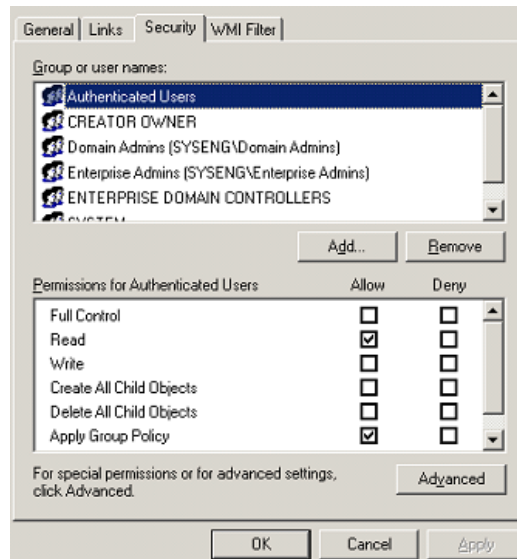 General Links Security WMI Filter
Group or user names:
Authenticated Users
CREATOR OWNER
Domain Admins (SYSENG\Domain Admins)
Enterprise Admins (SYSENG\Enterprise Admins)
ENTERPRISE DOMAIN CONTROLLERS
SYSTEM
Add... Remove
Permissions for Authenticated Users Allow Deny
Full Control
Read
Write
Create All Child Objects
Delete All Child Objects
Apply Group Policy
For special permissions or for advanced settings,
click Advanced. Advanced
OK Cancel Apply